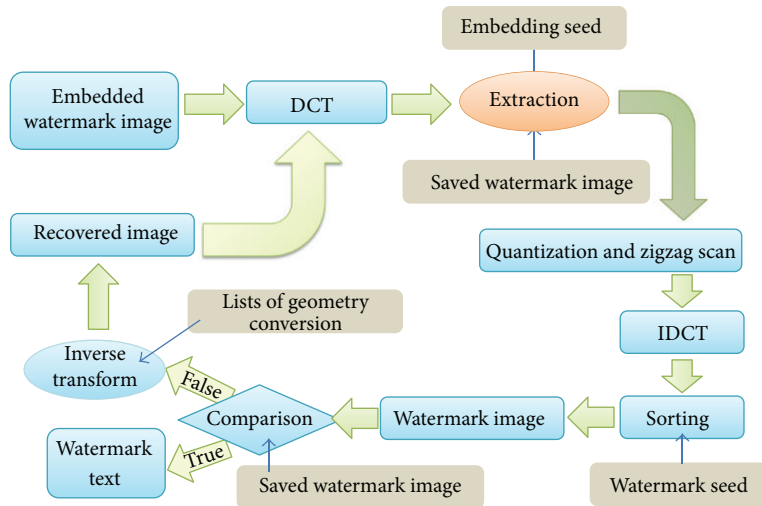 Embedding seed
Embedded
watermark image
DCT
Extraction
Saved watermark image
Recovered image
Quantization and zigzag scan
Lists of geometry
conversion
IDCT
Inverse
transform
False
Comparison
Watermark image
Sorting
True
Watermark
text
Saved watermark image
Watermark seed